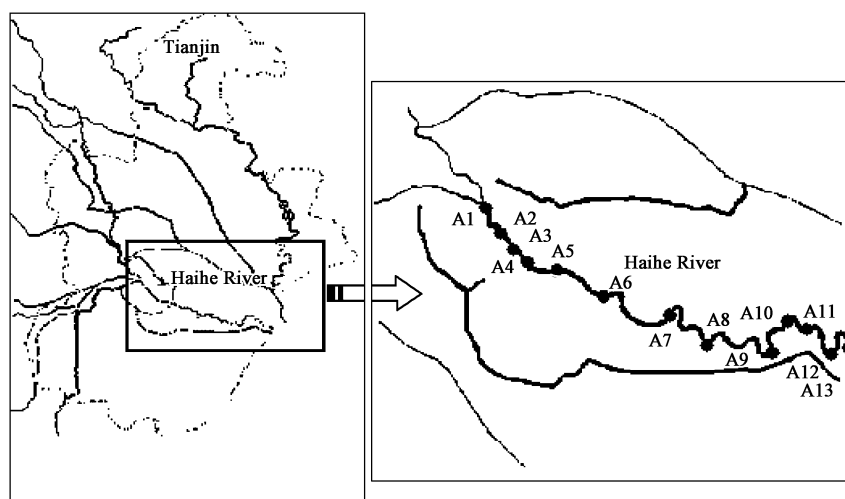 Tianjin
Haihe River
A1
A2
A3
A4
A5
A6
Haihe River
A7
A8
A9
A10
A11
A12
A13